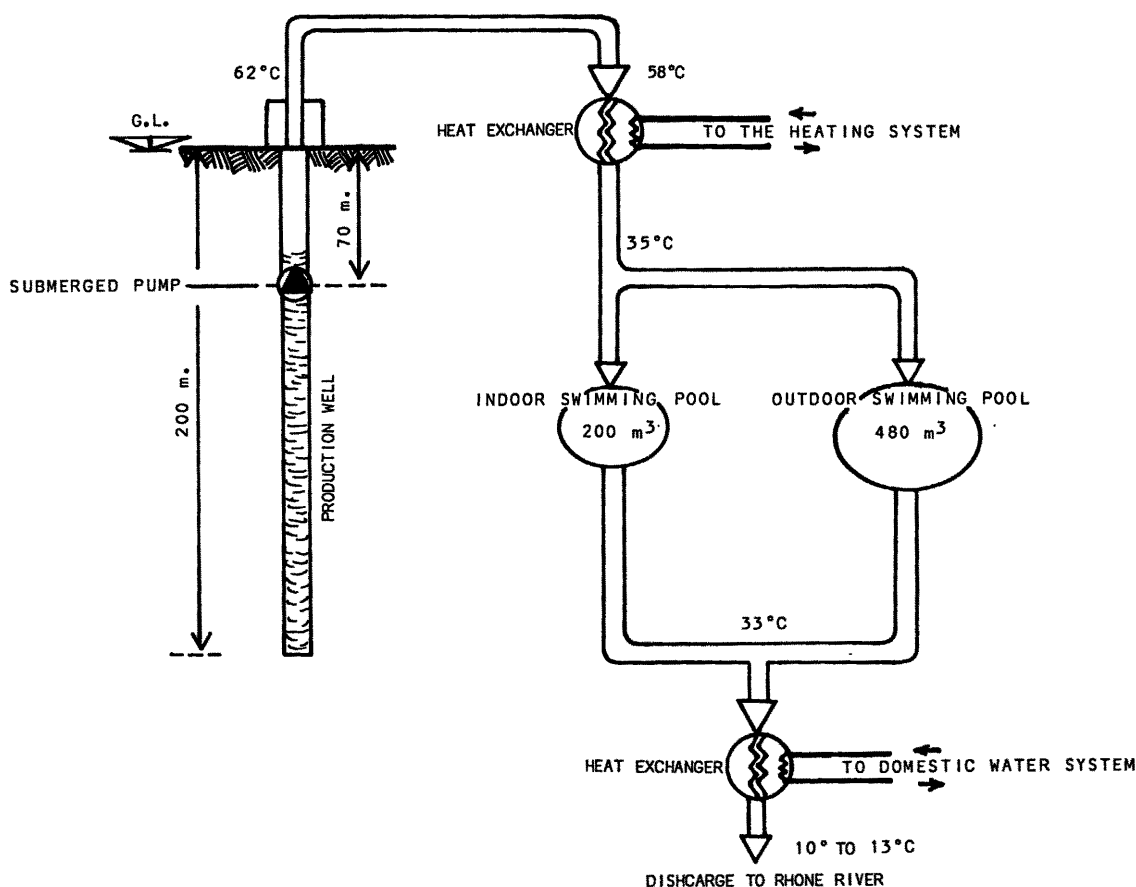 62°C
58°C
G.L.
HEAT EXCHANGER
TO THE HEATING SYSTEM
70 m.
35°C
SUBMERGED PUMP
200 m.
PRODUCTION WELL
INDOOR SWIMMING POOL
OUTDOOR SWIMMING POOL
200 m³
480 m³
33°C
HEAT EXCHANGER
TO DOMESTIC WATER SYSTEM
10° TO 13°C
DISHCARGE TO RHONE RIVER